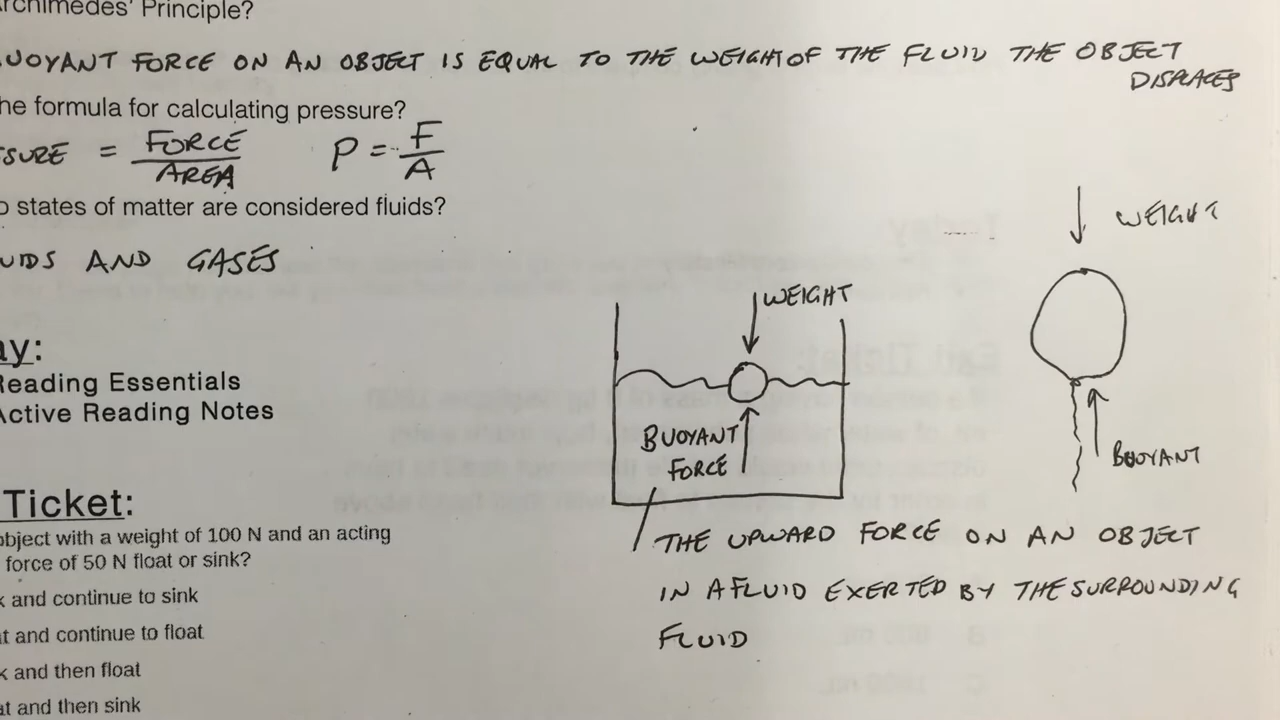 Archimedes' Principle?
BUOYANT FORCE ON AN OBJECT IS EQUAL TO THE WEIGHT OF THE FLUID THE OBJECT
DISPLACES
he formula for calculating pressure?
SSURE = FORCE / AREA P = F / A
o states of matter are considered fluids?
UIDS AND GASES
WEIGHT
WEIGHT
ay:
Reading Essentials
Active Reading Notes
BUOYANT
FORCE
BUOYANT
Ticket:
object with a weight of 100 N and an acting
force of 50 N float or sink?
k and continue to sink
at and continue to float
k and then float
at and then sink
THE UPWARD FORCE ON AN OBJECT
IN A FLUID EXERTED BY THE SURROUNDING
FLUID